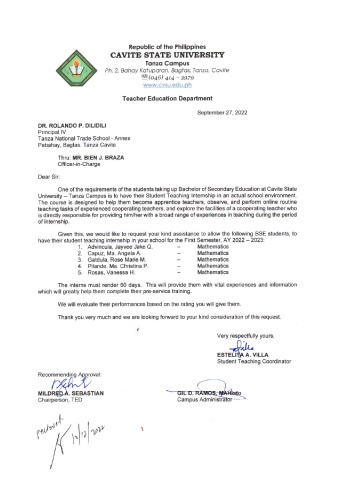 Republic of the Philippines
CAVITE STATE UNIVERSITY
Tanza Campus
Ph. 2, Bahay Katuparan, Bagtas, Tanza, Cavite
☎(046) 414 – 3979
www.cvsu.edu.ph
Teacher Education Department
September 27, 2022
DR. ROLANDO P. DILIDILI
Principal IV
Tanza National Trade School - Annex
Pabahay, Bagtas, Tanza Cavite
Thru: MR. BIEN J. BRAZA
Officer-in-Charge
Dear Sir:
One of the requirements of the students taking up Bachelor of Secondary Education at Cavite State
University – Tanza Campus is to have their Student Teaching Internship in an actual school environment.
The course is designed to help them become apprentice teachers, observe, and perform online routine
teaching tasks of experienced cooperating teachers, and explore the facilities of a cooperating teacher who
is directly responsible for providing him/her with a broad range of experiences in teaching during the period
of internship.
Given this, we would like to request your kind assistance to allow the following BSE students, to
have their student teaching internship in your school for the First Semester, AY 2022 – 2023:
1. Advincula, Jayvee Jake Q. – Mathematics
2. Capuz, Ma. Angela A. – Mathematics
3. Gatdula, Rose Marie M. – Mathematics
4. Pilande, Ma. Christina P. – Mathematics
5. Rosas, Vanessa H. – Mathematics
The interns must render 60 days. This will provide them with vital experiences and information
which will greatly help them complete their pre-service training.
We will evaluate their performances based on the rating you will give them.
Thank you very much and we are looking forward to your kind consideration of this request.
Very respectfully yours,
ESTELITA A. VILLA
Student Teaching Coordinator
Recommending Approval:
MILDRED A. SEBASTIAN
Chairperson, TED
GIL D. RAMOS, MAHisto
Campus Administrator
12/12/2022